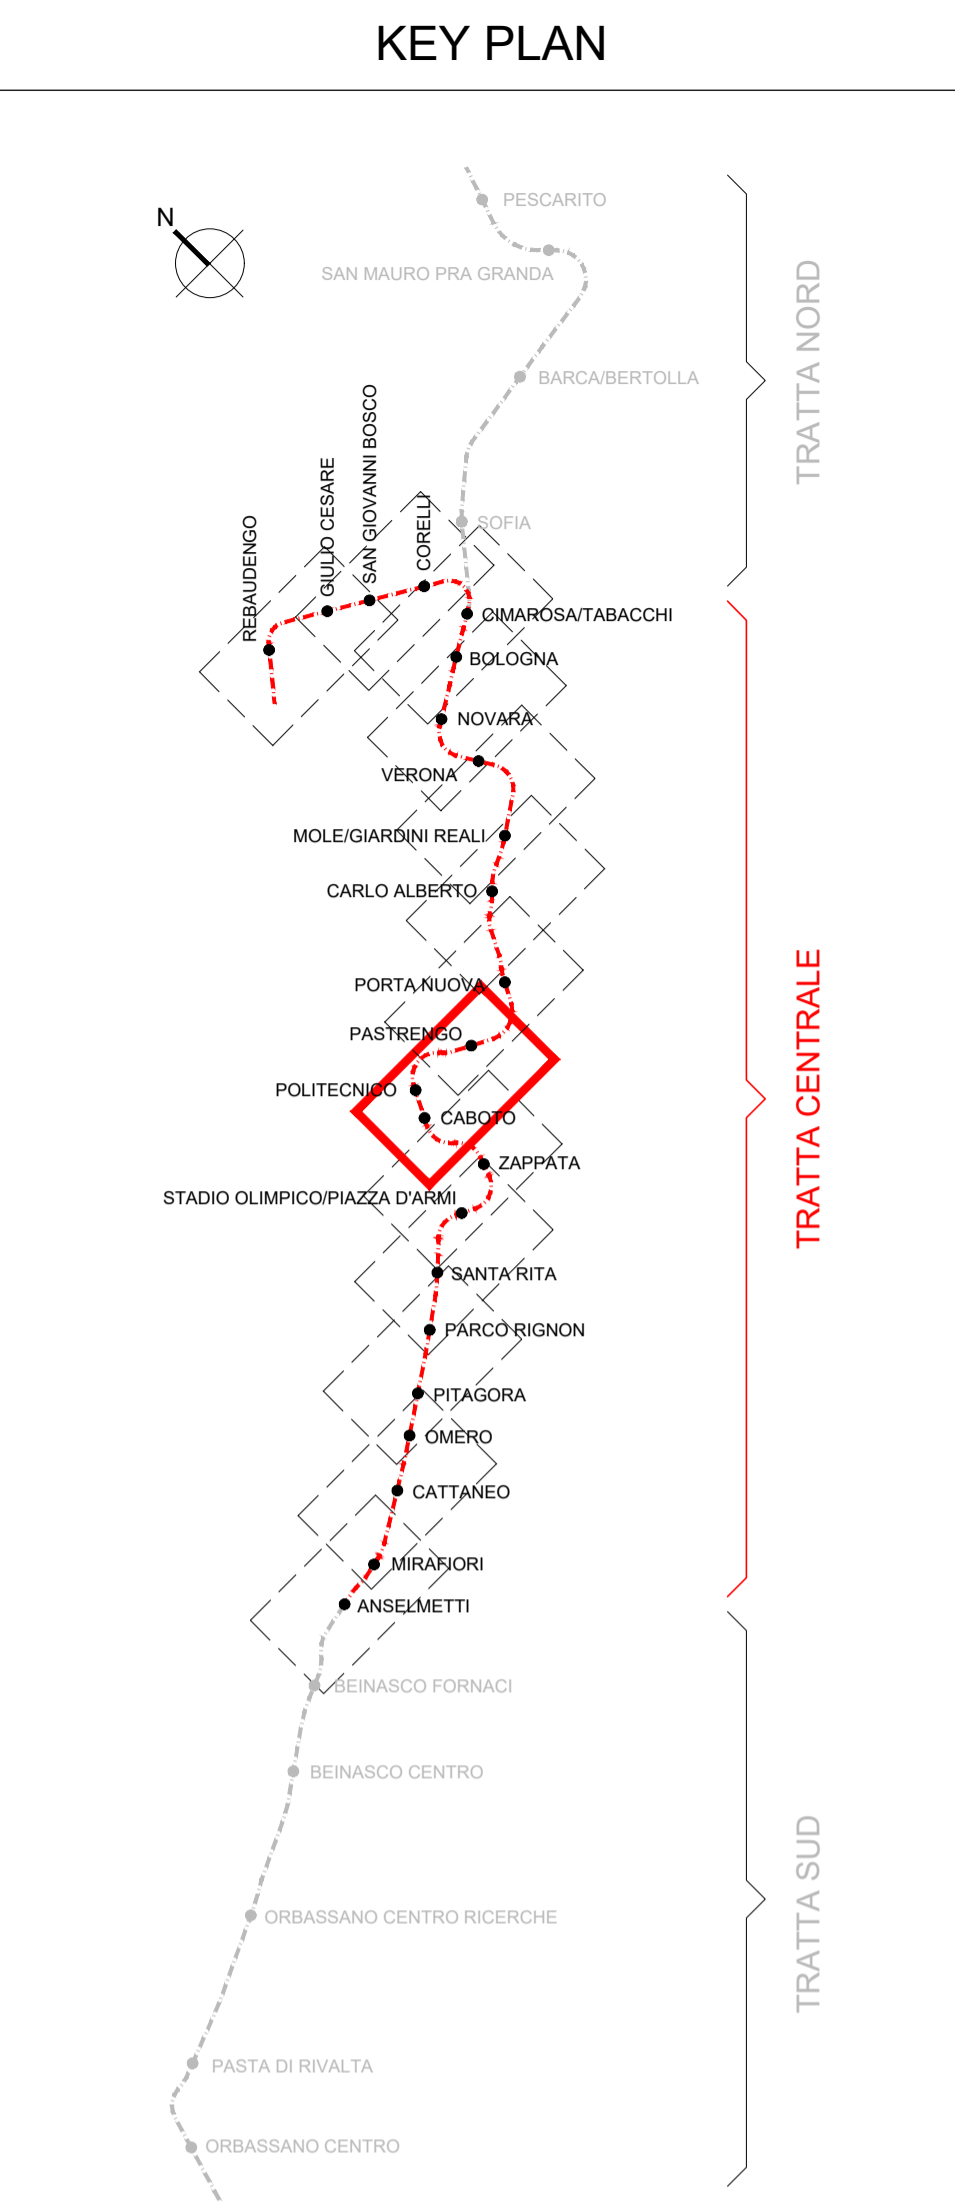 KEY PLAN
N
PESCARITO
SAN MAURO PRA GRANDA
BARCA/BERTOLLA
TRATTA NORD
SOFIA
REBAUDENGO
GIULIO CESARE
SAN GIOVANNI BOSCO
CORELLI
CIMAROSA/TABACCHI
BOLOGNA
NOVARA
VERONA
MOLE/GIARDINI REALI
CARLO ALBERTO
PORTA NUOVA
PASTRENGO
POLITECNICO
CABOTO
TRATTA CENTRALE
ZAPPATA
STADIO OLIMPICO/PIAZZA D'ARMI
SANTA RITA
PARCO RIGNON
PITAGORA
OMERO
CATTANEO
MIRAFIORI
ANSELMETTI
BEINASCO FORNACI
BEINASCO CENTRO
ORBASSANO CENTRO RICERCHE
TRATTA SUD
PASTA DI RIVALTA
ORBASSANO CENTRO